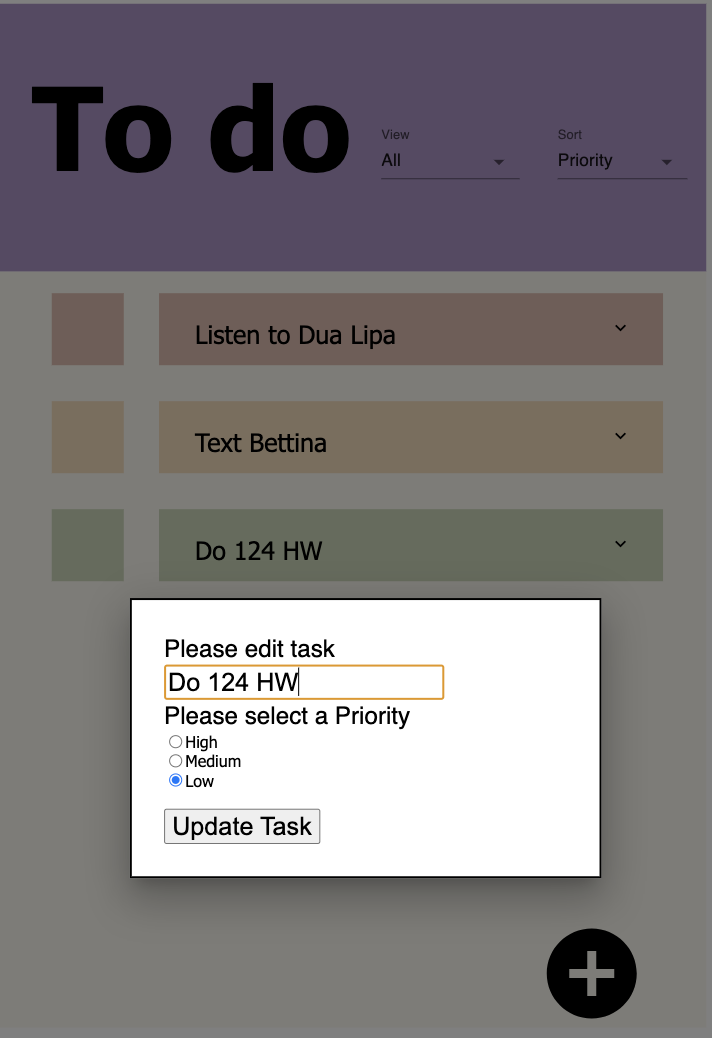 To do
View
Sort
All
Priority
Listen to Dua Lipa
Text Bettina
Do 124 HW
Please edit task
Do 124 HW
Please select a Priority
High
Medium
Low
Update Task